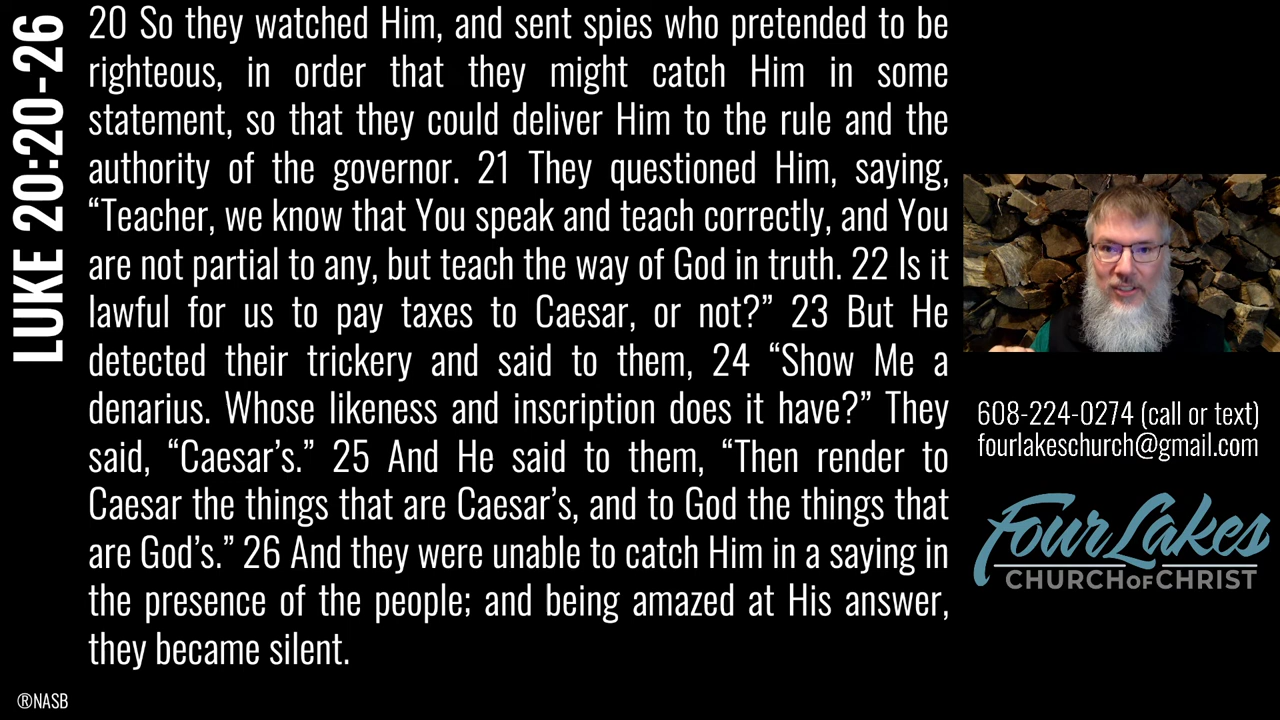 LUKE 20:20-26
20 So they watched Him, and sent spies who pretended to be
righteous, in order that they might catch Him in some
statement, so that they could deliver Him to the rule and the
authority of the governor. 21 They questioned Him, saying,
“Teacher, we know that You speak and teach correctly, and You
are not partial to any, but teach the way of God in truth. 22 Is it
lawful for us to pay taxes to Caesar, or not?” 23 But He
detected their trickery and said to them, 24 “Show Me a
denarius. Whose likeness and inscription does it have?” They
said, “Caesar’s.” 25 And He said to them, “Then render to
Caesar the things that are Caesar’s, and to God the things that
are God’s.” 26 And they were unable to catch Him in a saying in
the presence of the people; and being amazed at His answer,
they became silent.
608-224-0274 (call or text)
fourlakeschurch@gmail.com
Four Lakes
CHURCH OF CHRIST
®NASB